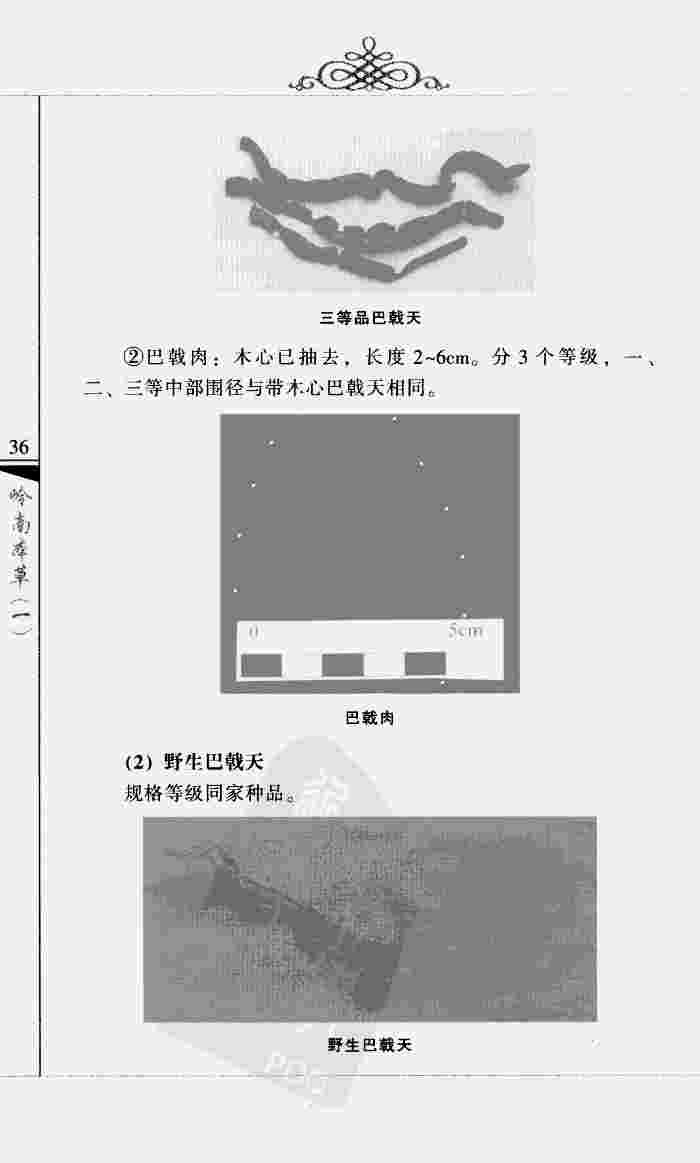 三等品巴戟天
②巴戟肉：木心已抽去，长度 2~6cm。分 3 个等级，一、
二、三等中部围径与带木心巴戟天相同。
36
岭南本草（一）
0 5cm
巴戟肉
(2) 野生巴戟天
规格等级同家种品。
野生巴戟天
PDG